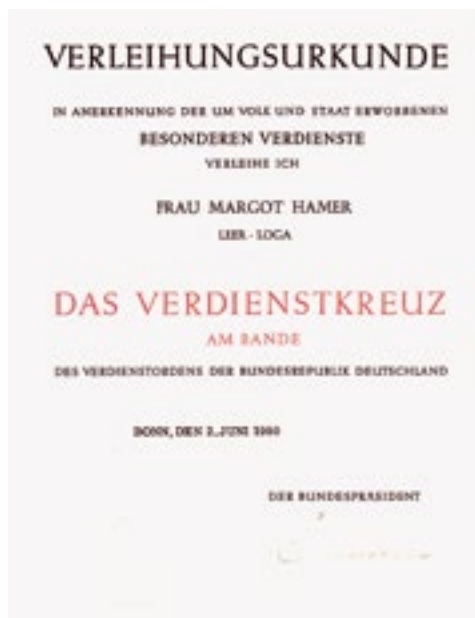 VERLEIHUNGSURKUNDE
IN ANERKENNUNG DER UM VOLK UND STAAT ERWORBENEN
BESONDEREN VERDIENSTE
VERLEIHE ICH
FRAU MARGOT HAMER
LEER - LOGA
DAS VERDIENSTKREUZ
AM BANDE
DES VERDIENSTORDENS DER BUNDESREPUBLIK DEUTSCHLAND
BONN, DEN 2. JUNI
DER BUNDESPRÄSIDENT